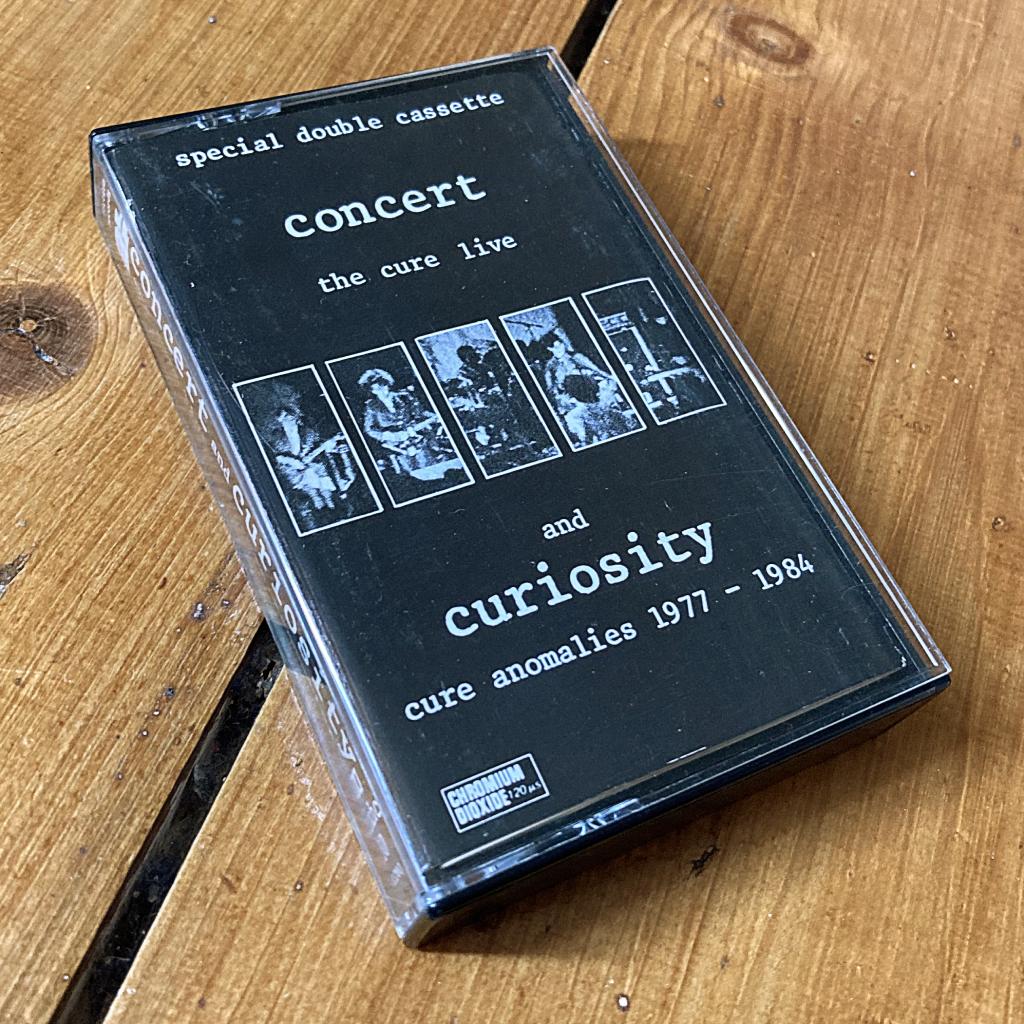 special double cassette
concert
the cure live
and
curiosity
cure anomalies 1977 - 1984
CHROMIUM
DIOXIDE 120 µs
concert and curiosity